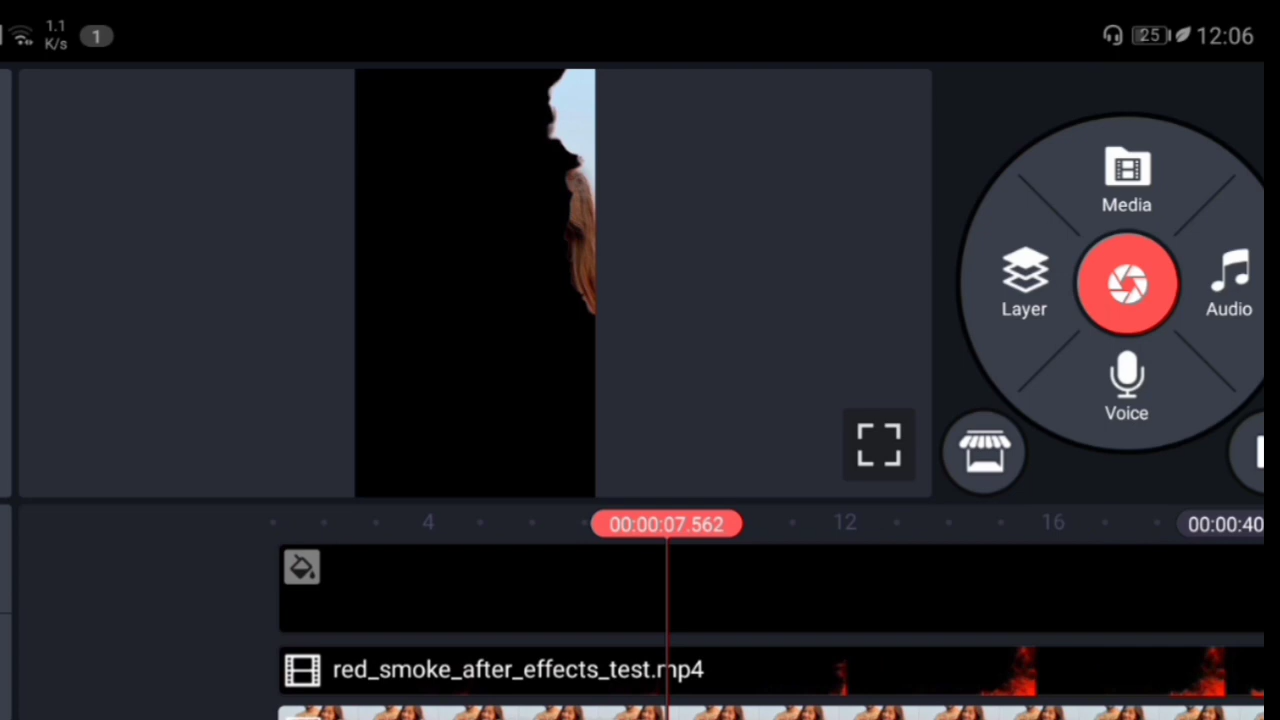 1.1
K/s
1
25
12:06
Media
Layer
Audio
Voice
4
00:00:07.562
12
16
00:00:40
red_smoke_after_effects_test.mp4